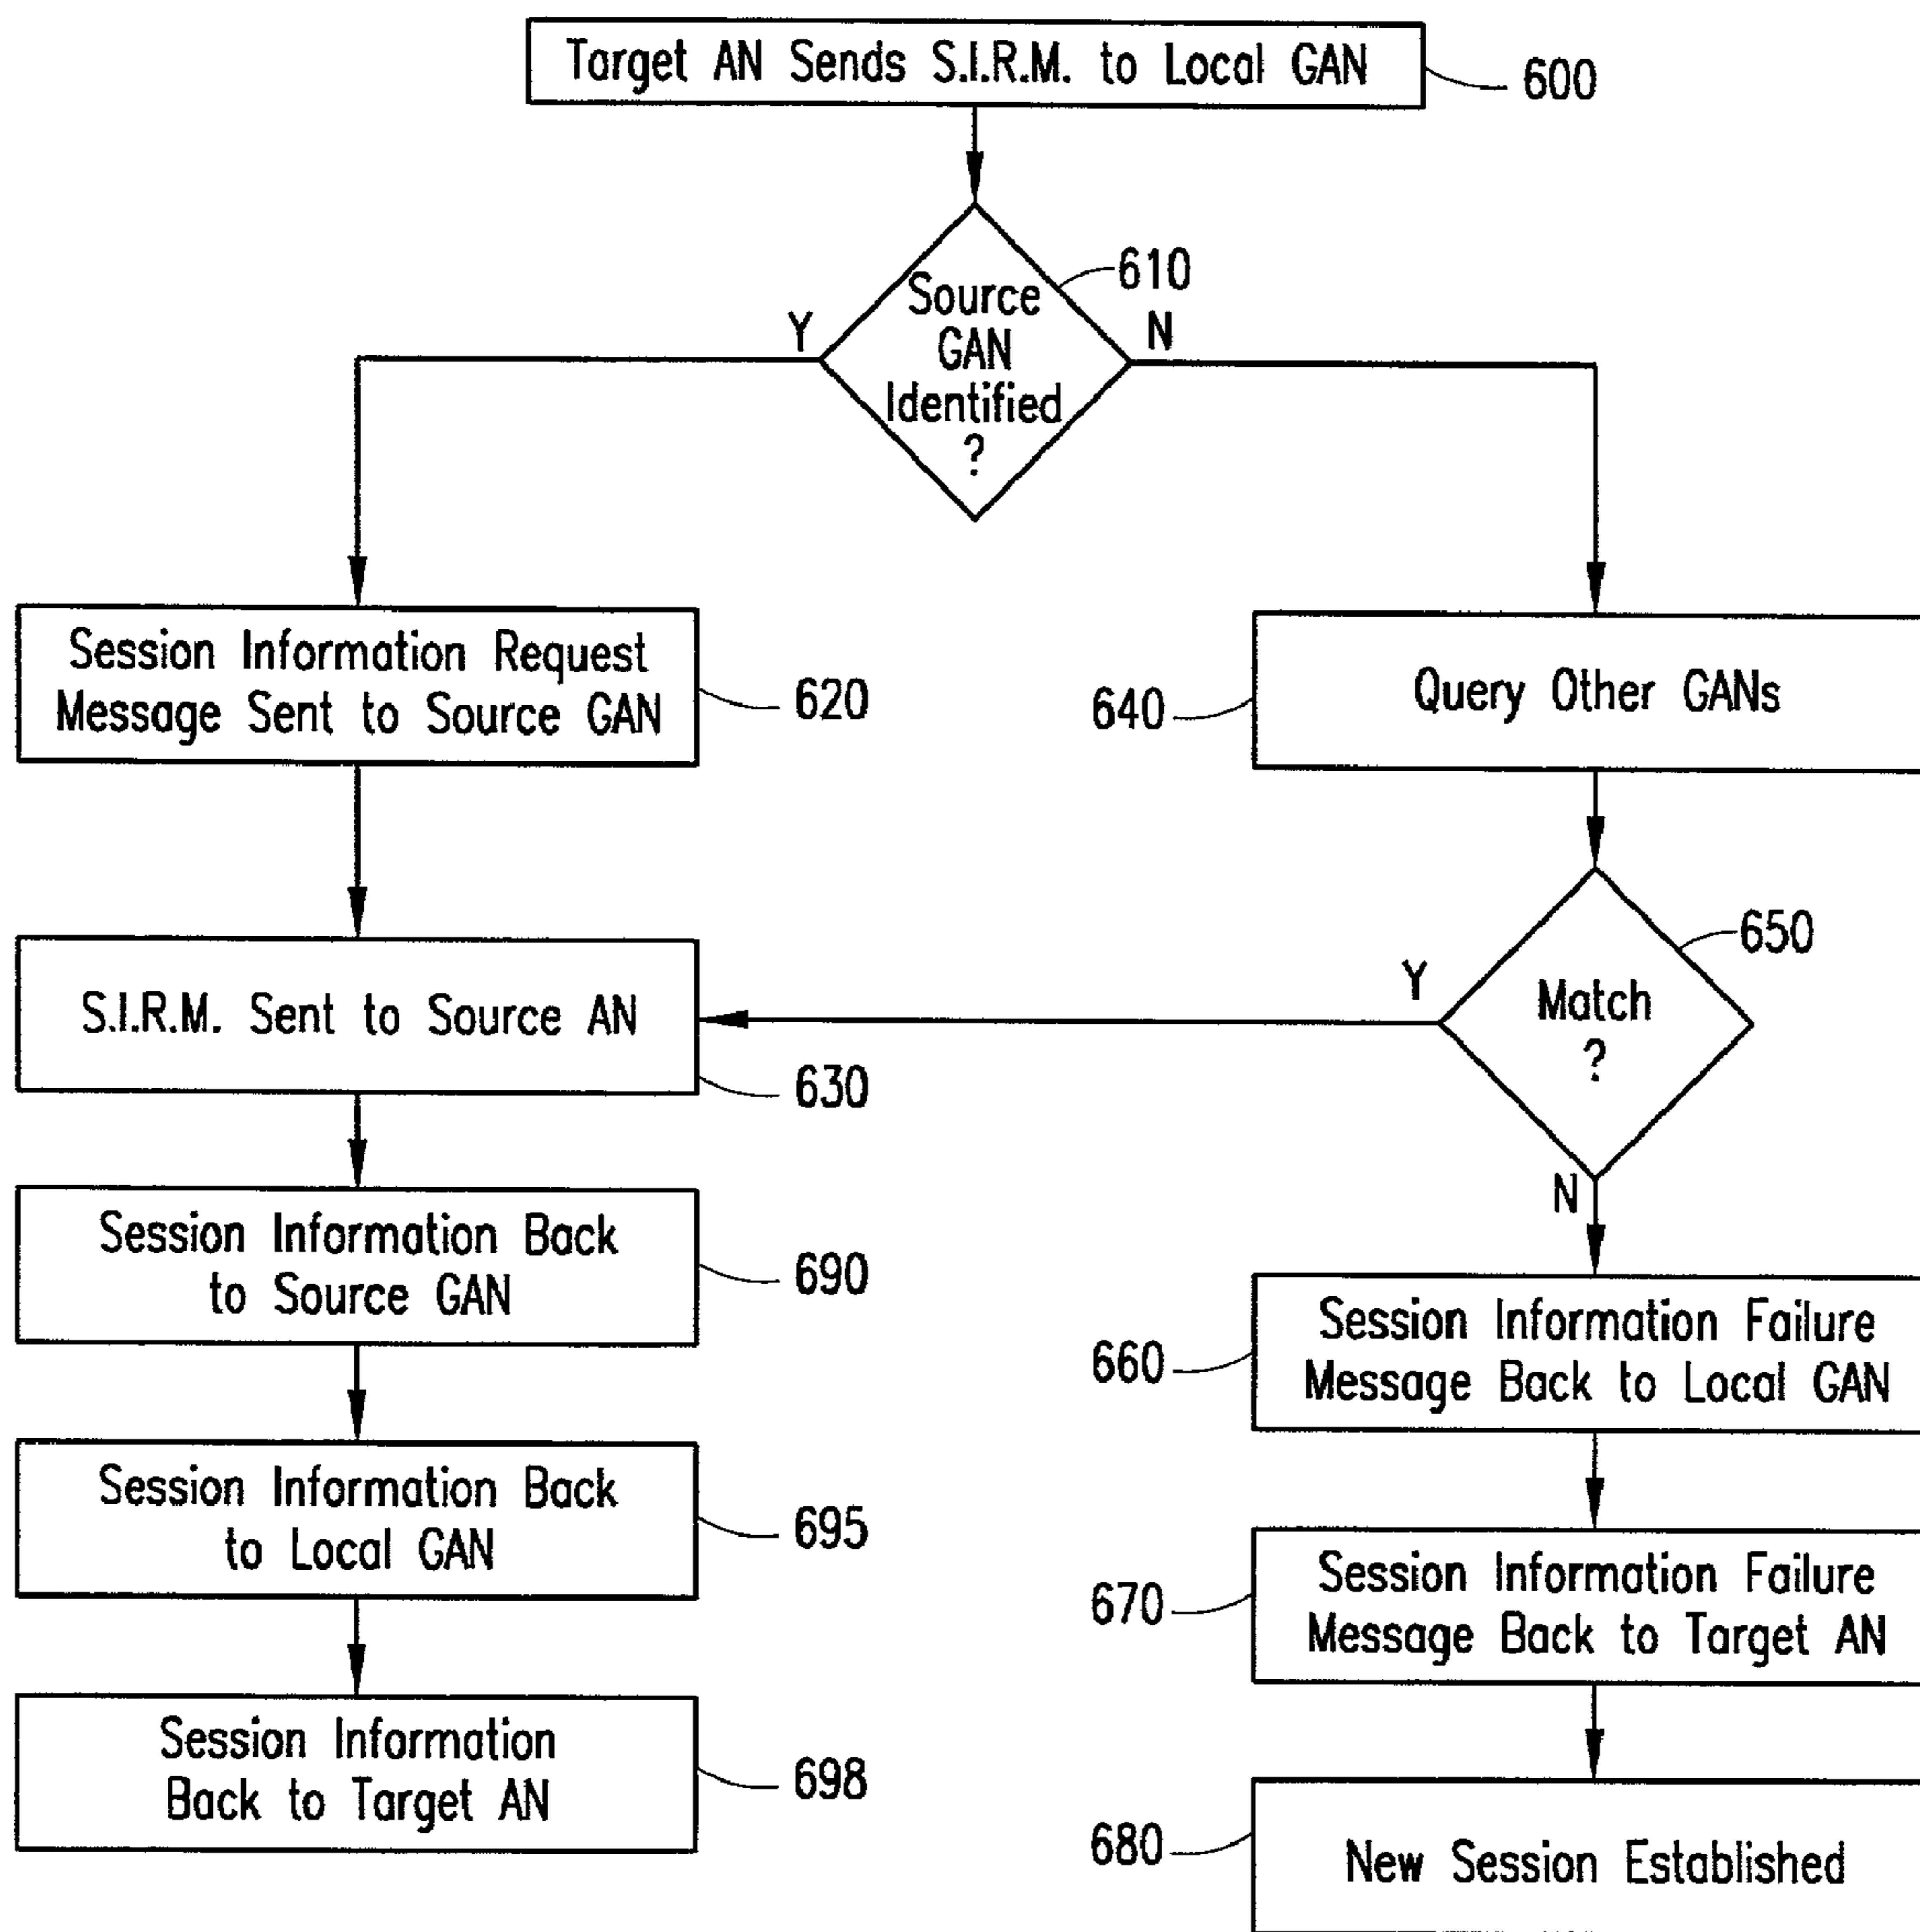 Target AN Sends S.I.R.M. to Local GAN
600
610
Source
GAN
Identified
?
Y
N
Session Information Request
Message Sent to Source GAN
620
640
Query Other GANs
650
Match
?
Y
N
S.I.R.M. Sent to Source AN
630
Session Information Back
to Source GAN
690
660
Session Information Failure
Message Back to Local GAN
Session Information Back
to Local GAN
695
670
Session Information Failure
Message Back to Target AN
Session Information
Back to Target AN
698
680
New Session Established